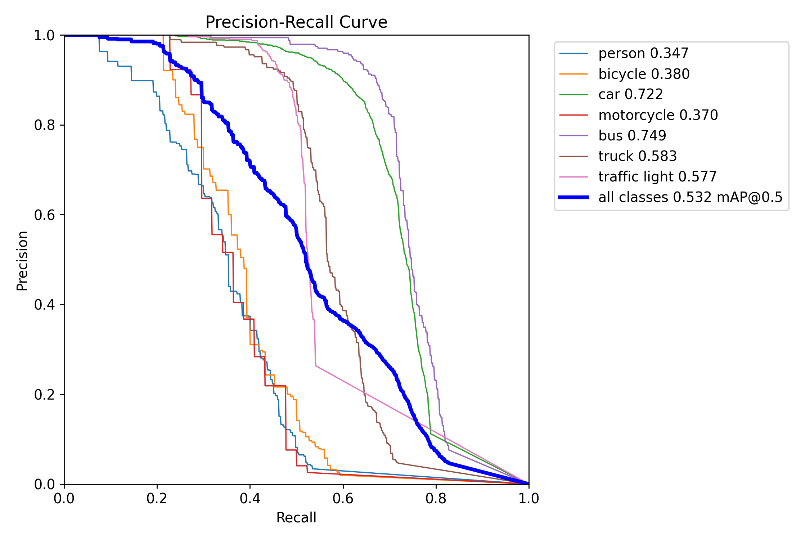 Precision-Recall Curve
1.0
0.8
0.6
0.4
0.2
0.0
Precision
0.0 0.2 0.4 0.6 0.8 1.0
Recall
person 0.347
bicycle 0.380
car 0.722
motorcycle 0.370
bus 0.749
truck 0.583
traffic light 0.577
all classes 0.532 mAP@0.5